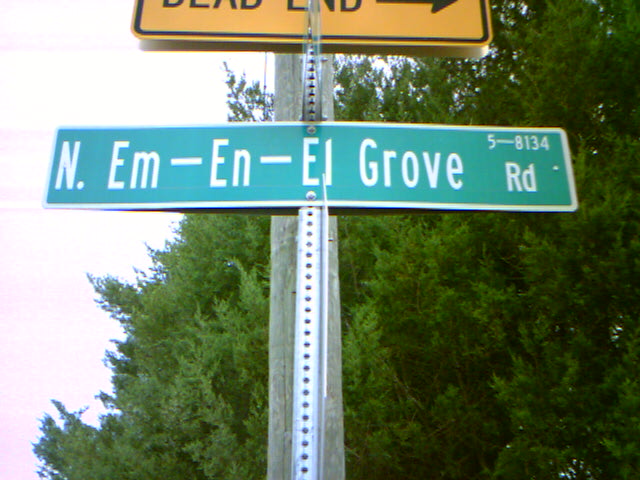 DEAD END
N. Em-En-El Grove Rd
5-8134